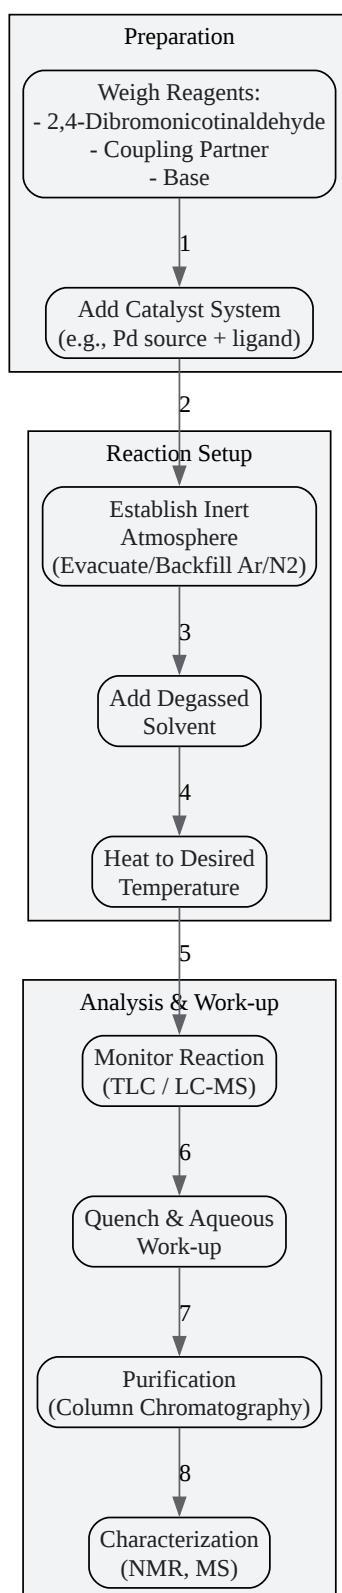 Preparation
Weigh Reagents:
- 2,4-Dibromonicotinaldehyde
- Coupling Partner
- Base
1
Add Catalyst System
(e.g., Pd source + ligand)
2
Reaction Setup
Establish Inert
Atmosphere
(Evacuate/Backfill Ar/N2)
3
Add Degassed
Solvent
4
Heat to Desired
Temperature
5
Analysis & Work-up
Monitor Reaction
(TLC / LC-MS)
6
Quench & Aqueous
Work-up
7
Purification
(Column Chromatography)
8
Characterization
(NMR, MS)